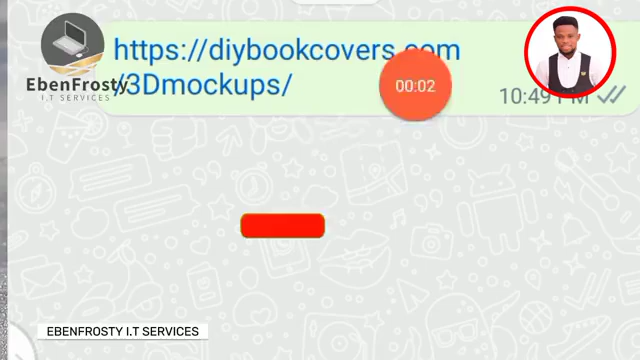 https://diybookcovers.com
/3Dmockups/
00:02
10:49 PM
EbenFrosty
I.T SERVICES
EBENFROSTY I.T SERVICES